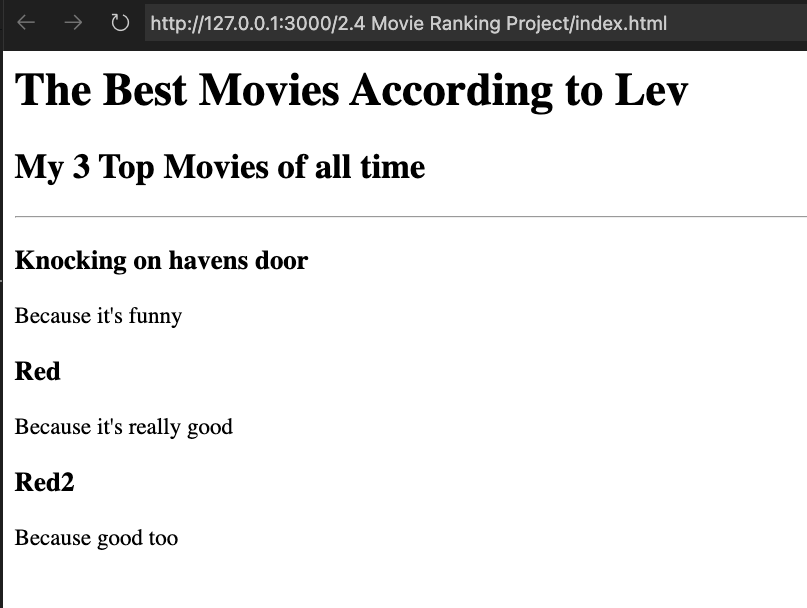 http://127.0.0.1:3000/2.4 Movie Ranking Project/index.html
The Best Movies According to Lev
My 3 Top Movies of all time
Knocking on havens door
Because it's funny
Red
Because it's really good
Red2
Because good too